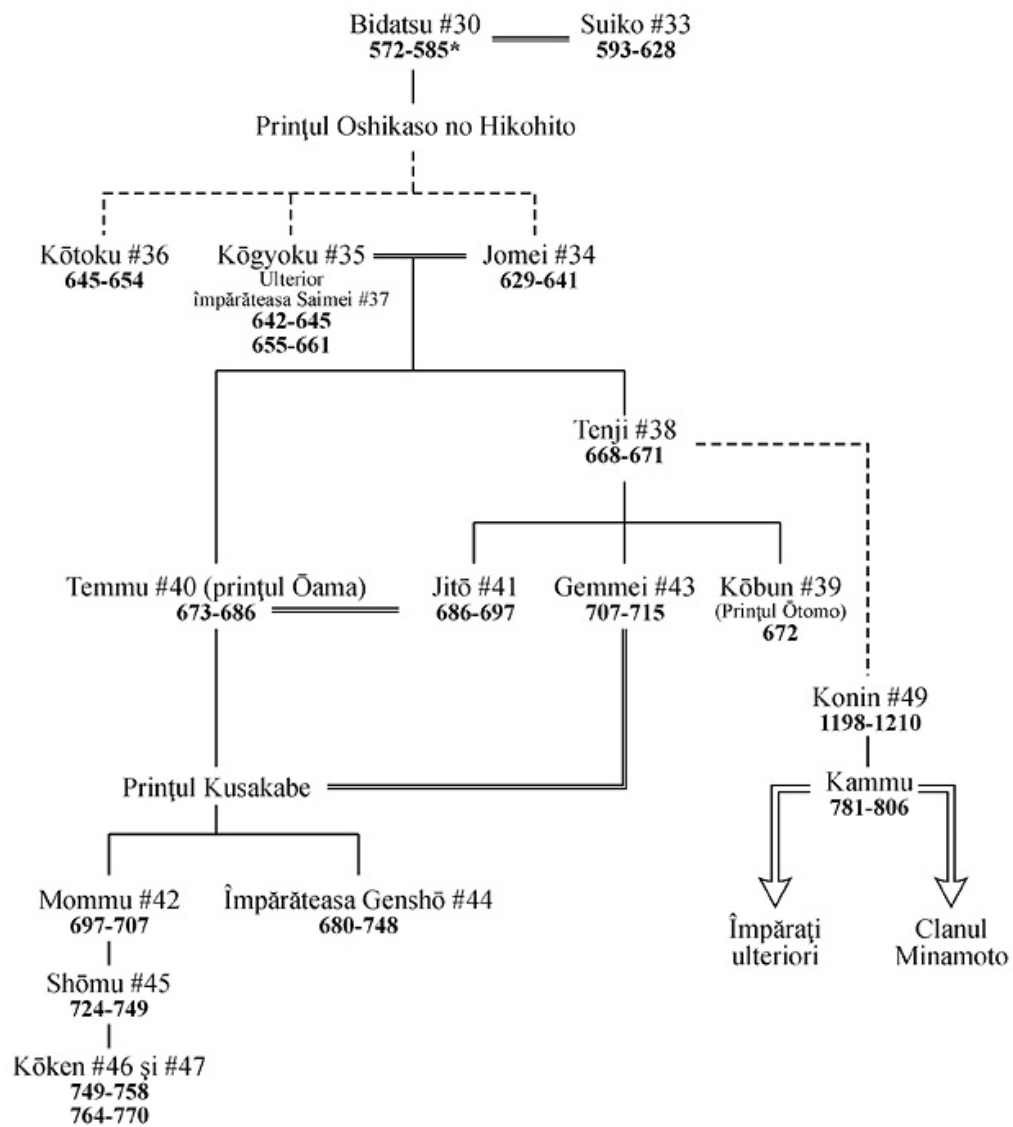 Bidatsu #30
572-585*
Suiko #33
593-628
Prinţul Oshikaso no Hikohito
Kōtoku #36
645-654
Kōgyoku #35
Ulterior
împărăteasa Saimei #37
642-645
655-661
Jomei #34
629-641
Tenji #38
668-671
Temmu #40 (prinţul Ōama)
673-686
Jitō #41
686-697
Gemmei #43
707-715
Kōbun #39
(Prinţul Ōtomo)
672
Konin #49
1198-1210
Prinţul Kusakabe
Kammu
781-806
Mommu #42
697-707
Împărăteasa Genshō #44
680-748
Împăraţi
ulteriori
Clanul
Minamoto
Shōmu #45
724-749
Kōken #46 şi #47
749-758
764-770